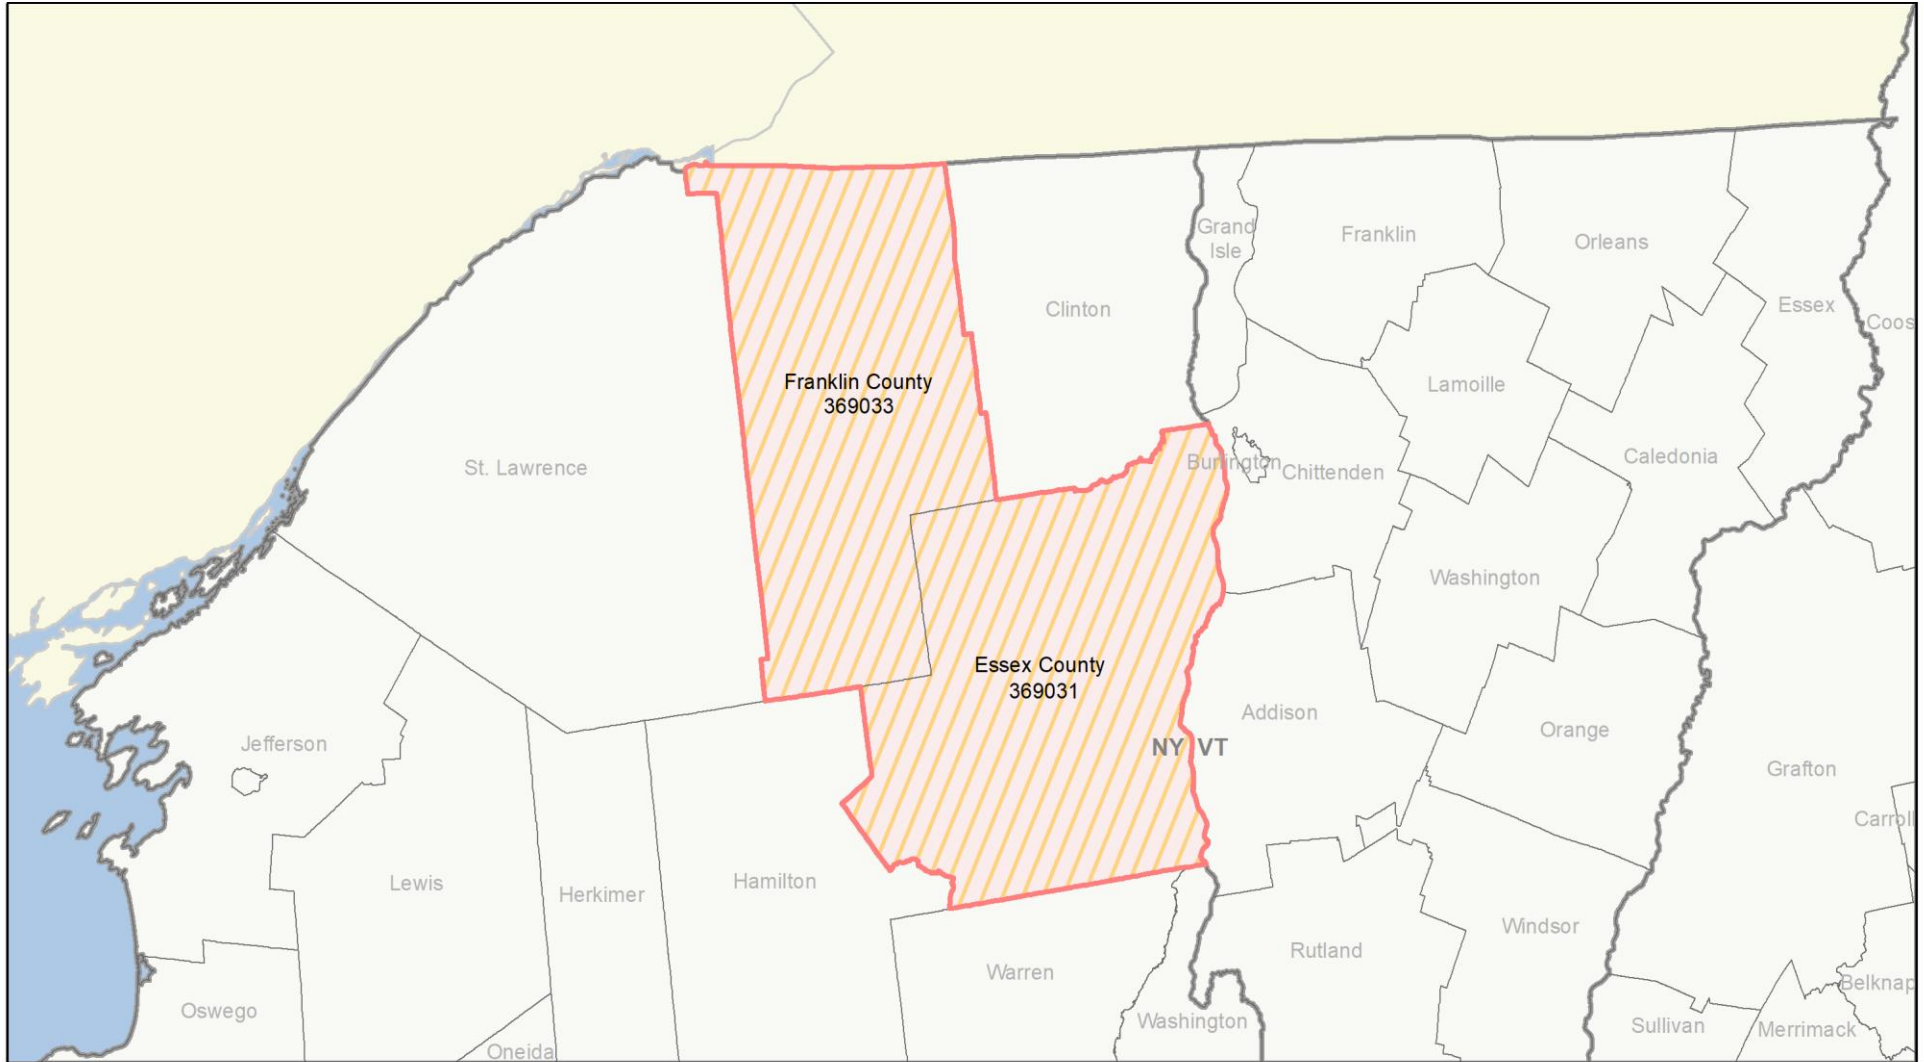 Grand
Isle
Franklin
Orleans
Clinton
Essex
Coos
Franklin County
369033
Lamoille
St. Lawrence
Burlington
Chittenden
Caledonia
Washington
Essex County
369031
Addison
NY VT
Orange
Jefferson
Grafton
Carroll
Lewis
Herkimer
Hamilton
Windsor
Rutland
Warren
Belknap
Oswego
Washington
Sullivan
Merrimack
Oneida